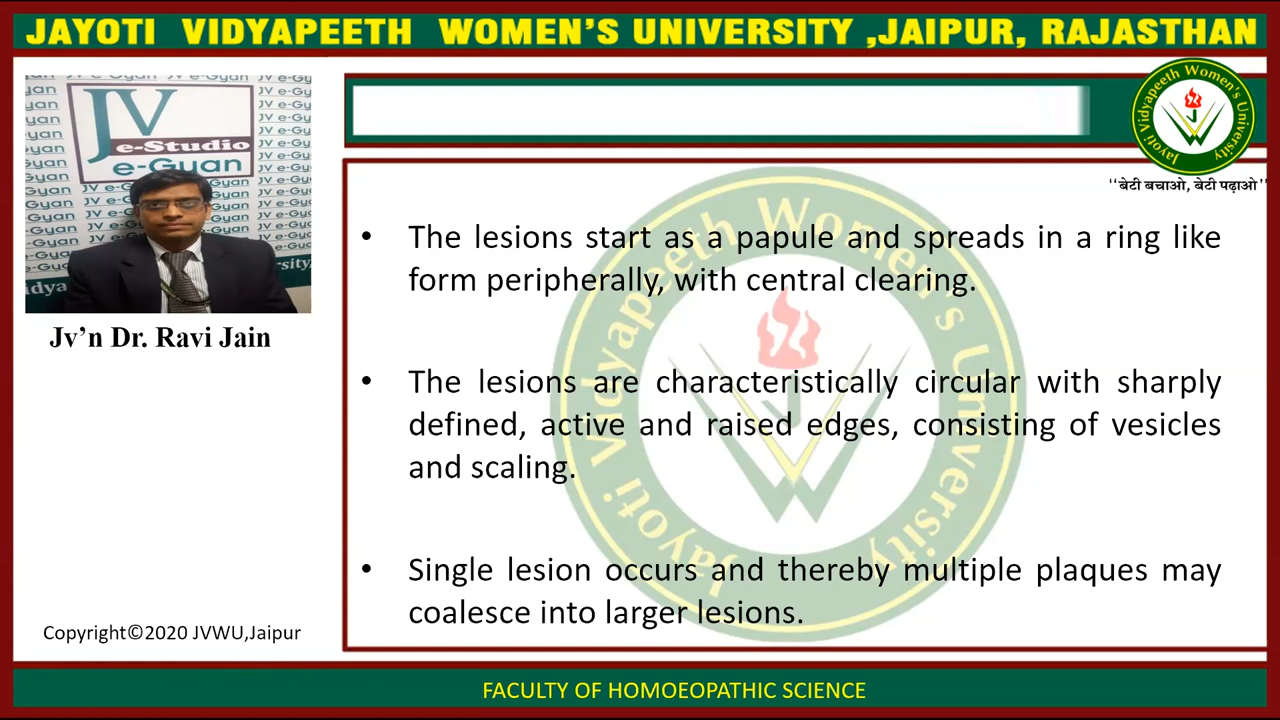 JAYOTI VIDYAPEETH WOMEN'S UNIVERSITY ,JAIPUR, RAJASTHAN
JV
e-Studio
e-Gyan
Jayoti Vidyapeeth Women's University
“बेटी बचाओ, बेटी पढ़ाओ”
Jv’n Dr. Ravi Jain
• The lesions start as a papule and spreads in a ring like
form peripherally, with central clearing.
• The lesions are characteristically circular with sharply
defined, active and raised edges, consisting of vesicles
and scaling.
• Single lesion occurs and thereby multiple plaques may
coalesce into larger lesions.
Copyright©2020 JVWU,Jaipur
FACULTY OF HOMOEOPATHIC SCIENCE